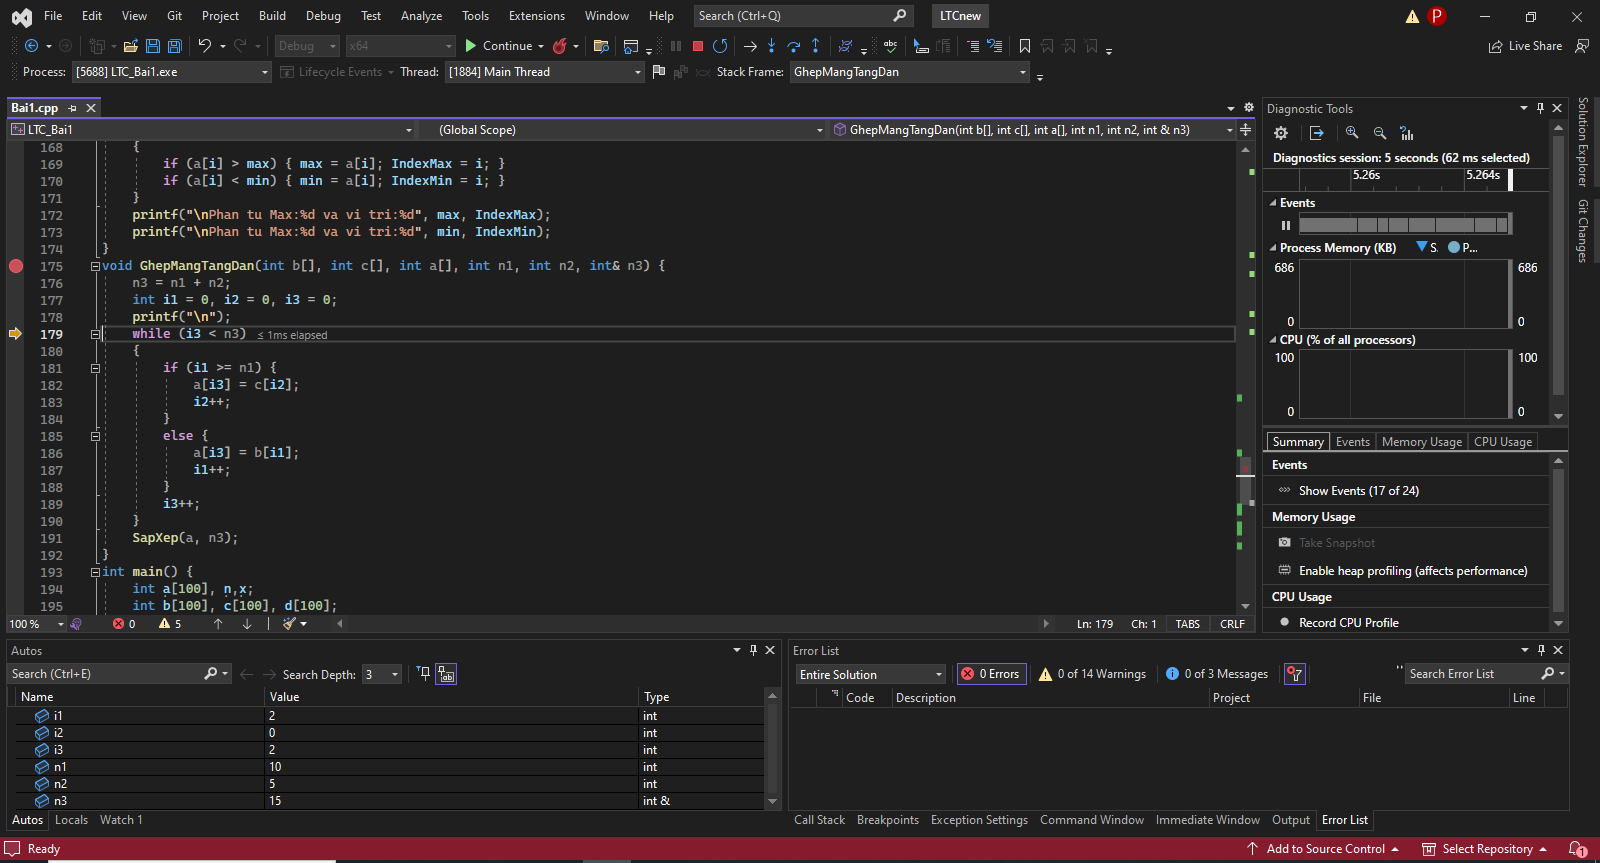 File Edit View Git Project Build Debug Test Analyze Tools Extensions Window Help Search (Ctrl+Q) LTCnew P
Debug x64 Continue Live Share
Process: [5688] LTC_Bai1.exe Lifecycle Events Thread: [1884] Main Thread Stack Frame: GhepMangTangDan
Bai1.cpp
LTC_Bai1 (Global Scope) GhepMangTangDan(int b[], int c[], int a[], int n1, int n2, int & n3)
168 {
169 if (a[i] > max) { max = a[i]; IndexMax = i; }
170 if (a[i] < min) { min = a[i]; IndexMin = i; }
171 }
172 printf("\nPhan tu Max:%d va vi tri:%d", max, IndexMax);
173 printf("\nPhan tu Max:%d va vi tri:%d", min, IndexMin);
174 }
175 void GhepMangTangDan(int b[], int c[], int a[], int n1, int n2, int& n3) {
176 n3 = n1 + n2;
177 int i1 = 0, i2 = 0, i3 = 0;
178 printf("\n");
179 while (i3 < n3) ≤ 1ms elapsed
180 {
181 if (i1 >= n1) {
182 a[i3] = c[i2];
183 i2++;
184 }
185 else {
186 a[i3] = b[i1];
187 i1++;
188 }
189 i3++;
190 }
191 SapXep(a, n3);
192 }
193 int main() {
194 int a[100], n,x;
195 int b[100], c[100], d[100];
100 % 0 5 Ln: 179 Ch: 1 TABS CRLF
Diagnostic Tools
Diagnostics session: 5 seconds (62 ms selected)
5.26s 5.264s
Events
Process Memory (KB) S. P...
686 686
0 0
CPU (% of all processors)
100 100
0 0
Summary Events Memory Usage CPU Usage
Events
Show Events (17 of 24)
Memory Usage
Take Snapshot
Enable heap profiling (affects performance)
CPU Usage
Record CPU Profile
Solution Explorer
Git Changes
Autos
Search (Ctrl+E) Search Depth: 3
Name Value Type
i1 2 int
i2 0 int
i3 2 int
n1 10 int
n2 5 int
n3 15 int &
Autos Locals Watch 1
Error List
Entire Solution 0 Errors 0 of 14 Warnings 0 of 3 Messages Search Error List
Code Description Project File Line
Call Stack Breakpoints Exception Settings Command Window Immediate Window Output Error List
Ready Add to Source Control Select Repository 1